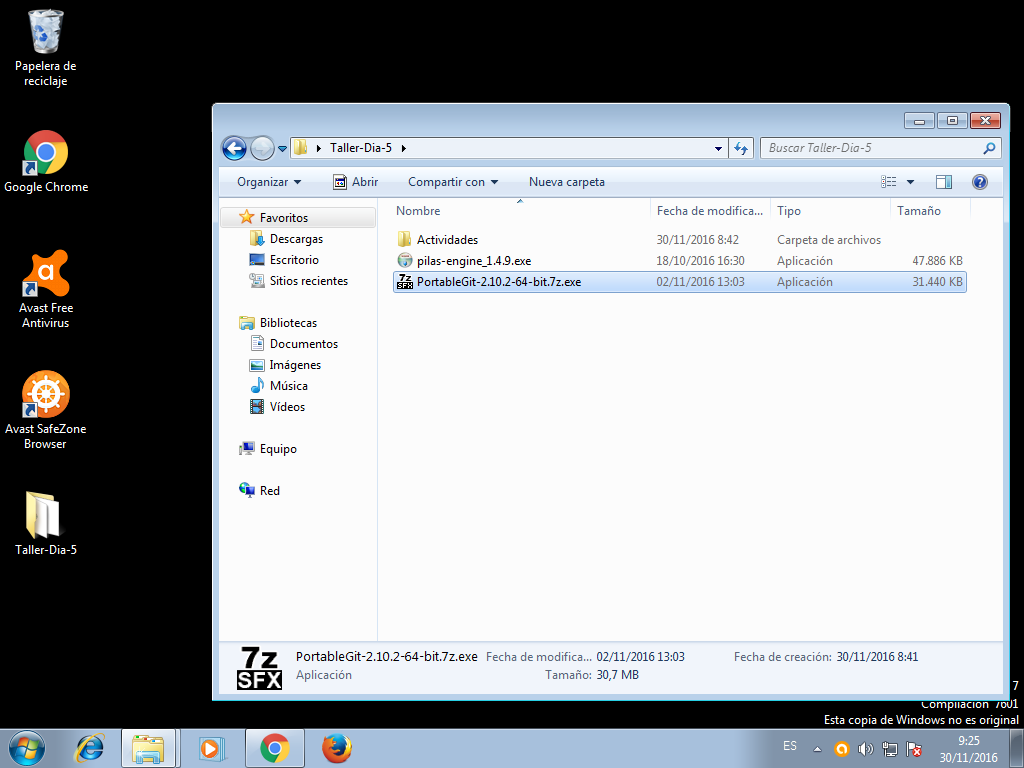 Papelera de
reciclaje
Google Chrome
Avast Free
Antivirus
Avast SafeZone
Browser
Taller-Dia-5
Taller-Dia-5
Buscar Taller-Dia-5
Organizar
Abrir
Compartir con
Nueva carpeta
Favoritos
Descargas
Escritorio
Sitios recientes
Bibliotecas
Documentos
Imágenes
Música
Vídeos
Equipo
Red
Nombre Fecha de modifica... Tipo Tamaño
Actividades 30/11/2016 8:42 Carpeta de archivos
pilas-engine_1.4.9.exe 18/10/2016 16:30 Aplicación 47.886 KB
7z SFX PortableGit-2.10.2-64-bit.7z.exe 02/11/2016 13:03 Aplicación 31.440 KB
7z
SFX
PortableGit-2.10.2-64-bit.7z.exe Fecha de modifica... 02/11/2016 13:03 Fecha de creación: 30/11/2016 8:41
Aplicación Tamaño: 30,7 MB
7
Compilación 7601
Esta copia de Windows no es original
ES
9:25
30/11/2016